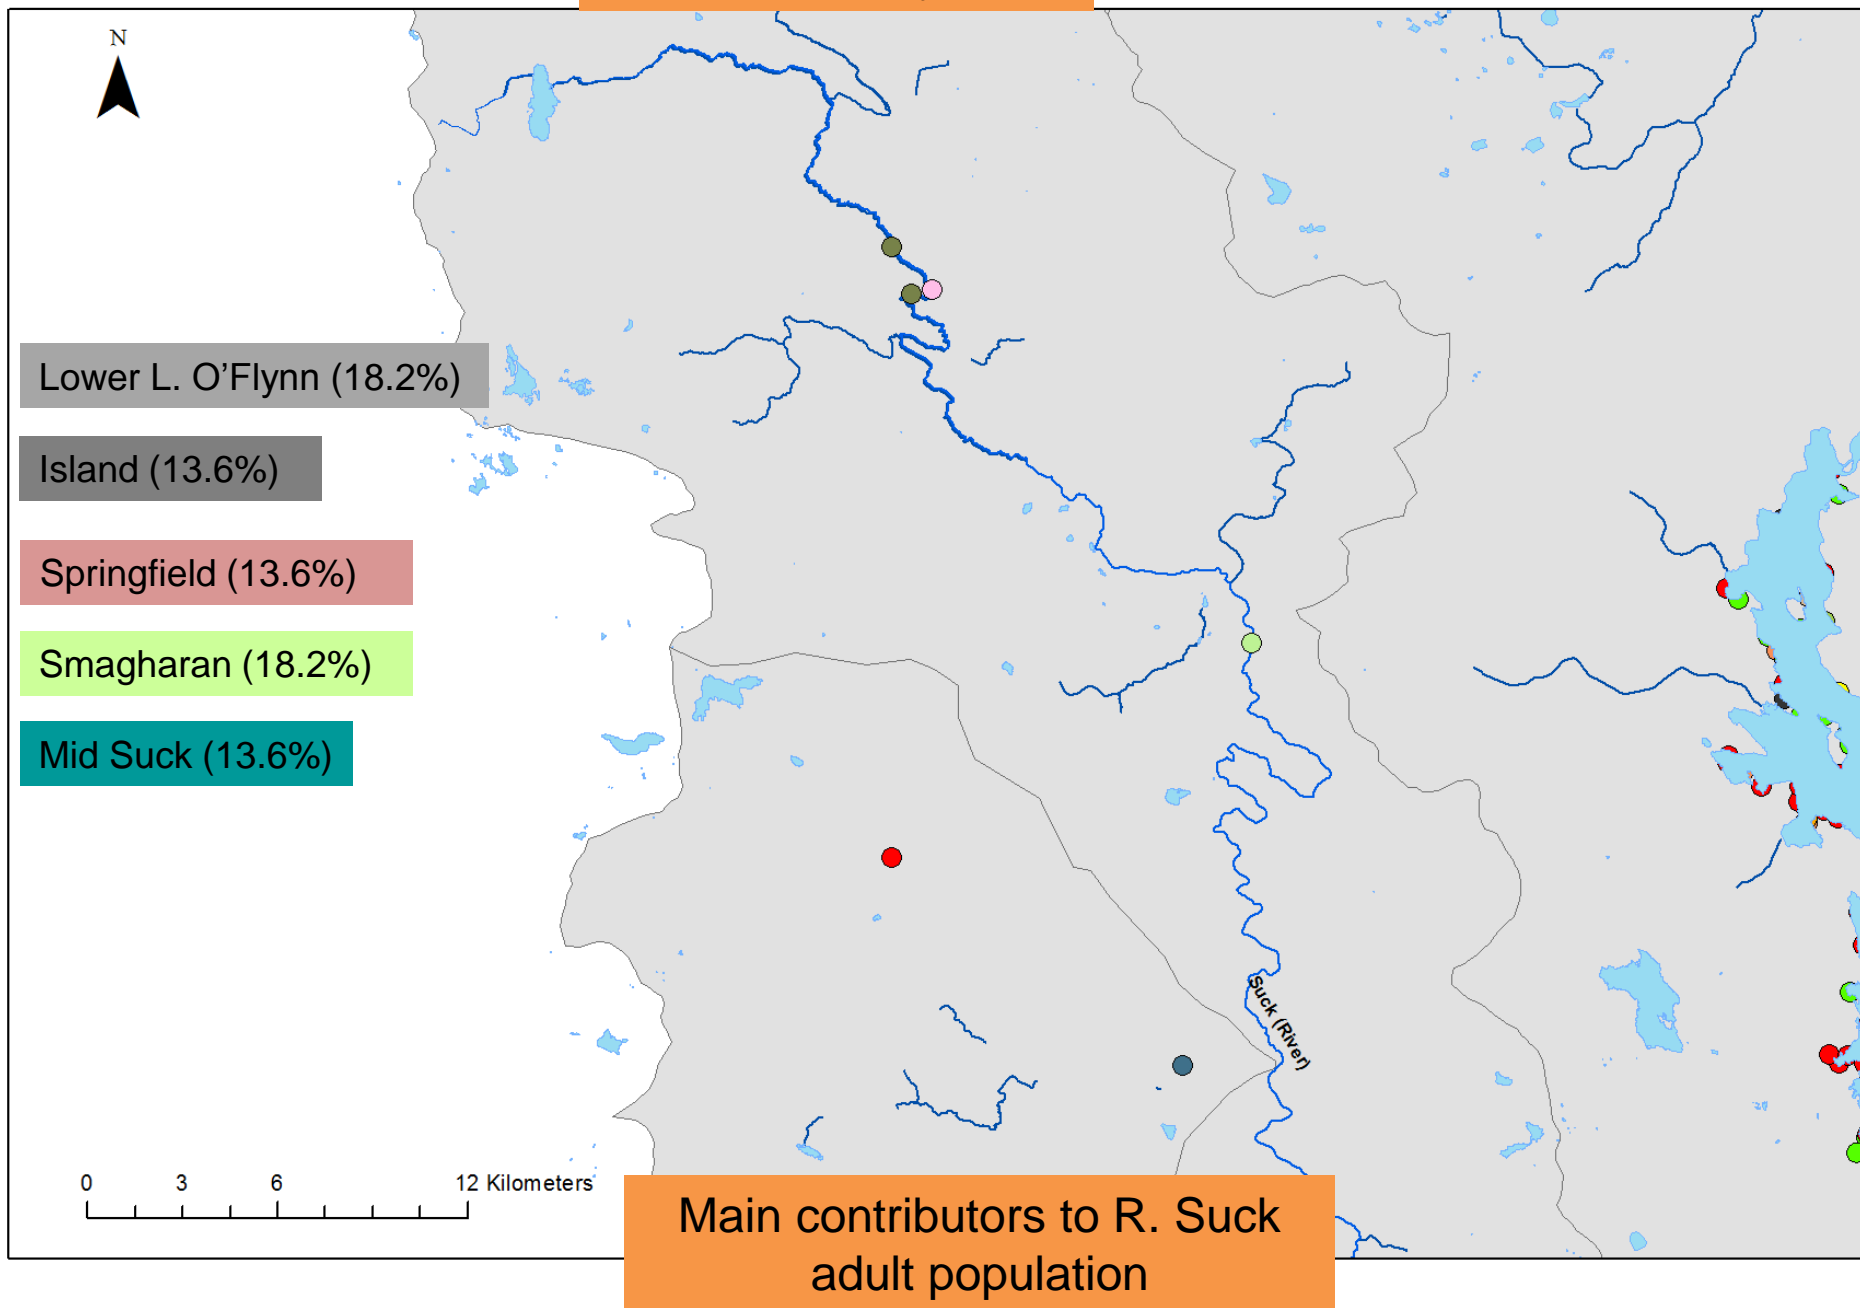 N
Lower L. O'Flynn (18.2%)
Island (13.6%)
Springfield (13.6%)
Smagharan (18.2%)
Mid Suck (13.6%)
Suck (River)
0 3 6 12 Kilometers
Main contributors to R. Suck
adult population